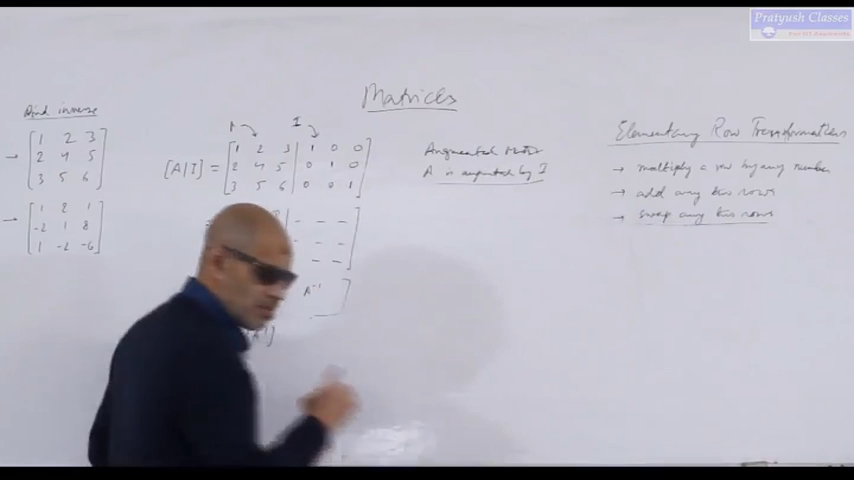 Pratyush Classes
Matrices
Find inverse
1 2 3
2 4 5
3 5 6
1 2 1
-2 1 8
1 -2 -6
A I
[A|I] = 1 2 3 1 0 0
2 4 5 0 1 0
3 5 6 0 0 1
A⁻¹
Augmented Matrix
A is augmented by I
Elementary Row Transformations
→ multiply a row by any number
→ add any two rows
→ swap any two rows